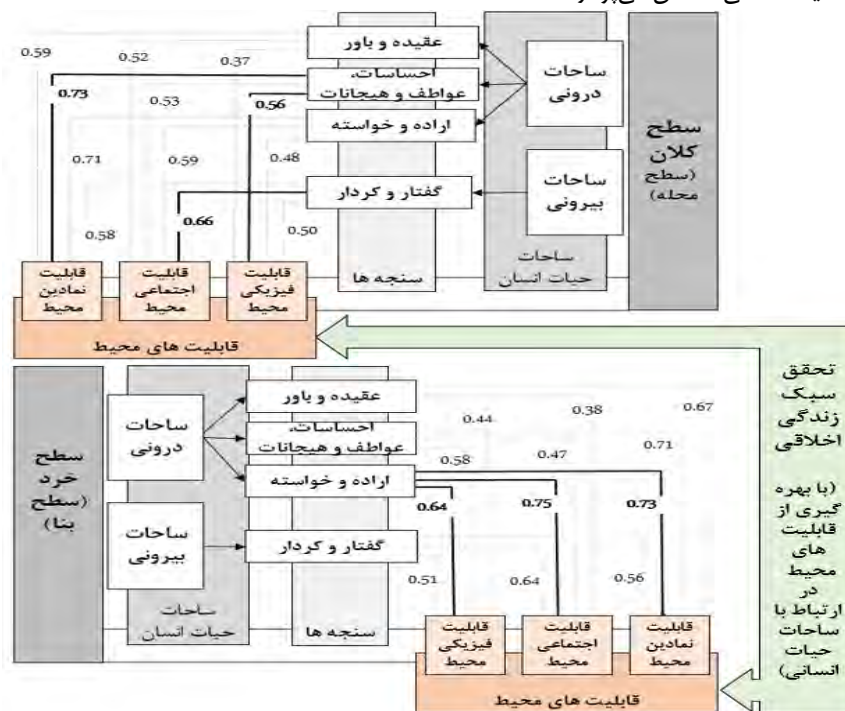 عقیده و باور
احساسات،
عواطف و هیجانات
اراده و خواسته
گفتار و کردار
ساحات
درونی
ساحات
بیرونی
سطح
کلان
(سطح
محله)
0.59
0.52
0.37
0.73
0.53
0.56
0.71
0.59
0.48
0.66
0.58
0.50
ساحات
حیات انسان
سنجه ها
قابلیت
فیزیکی
محیط
قابلیت
اجتماعی
محیط
قابلیت
نمادین
محیط
قابلیت های محیط
تحقق
سبک
زندگی
اخلاقی
(با بهره
گیری از
قابلیت
های
محیط
در
ارتباط با
ساحات
حیات
انسانی)
سطح
خرد
(سطح
بنا)
ساحات
درونی
ساحات
بیرونی
عقیده و باور
احساسات،
عواطف و هیجانات
اراده و خواسته
گفتار و کردار
0.44
0.38
0.67
0.58
0.47
0.71
0.64
0.75
0.73
0.51
0.64
0.56
ساحات
حیات انسان
سنجه ها
قابلیت
فیزیکی
محیط
قابلیت
اجتماعی
محیط
قابلیت
نمادین
محیط
قابلیت های محیط